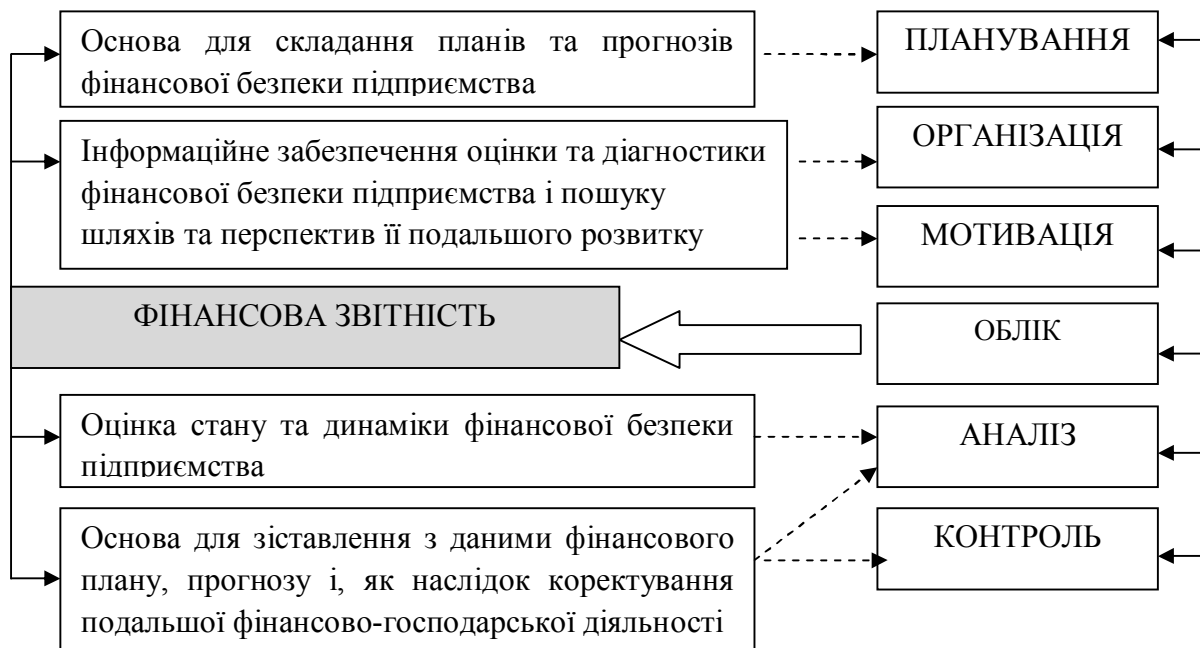 Основа для складання планів та прогнозів
фінансової безпеки підприємства
ПЛАНУВАННЯ
Інформаційне забезпечення оцінки та діагностики
фінансової безпеки підприємства і пошуку
шляхів та перспектив її подальшого розвитку
ОРГАНІЗАЦІЯ
МОТИВАЦІЯ
ФІНАНСОВА ЗВІТНІСТЬ
ОБЛІК
Оцінка стану та динаміки фінансової безпеки
підприємства
АНАЛІЗ
Основа для зіставлення з даними фінансового
плану, прогнозу і, як наслідок коректування
подальшої фінансово-господарської діяльності
КОНТРОЛЬ